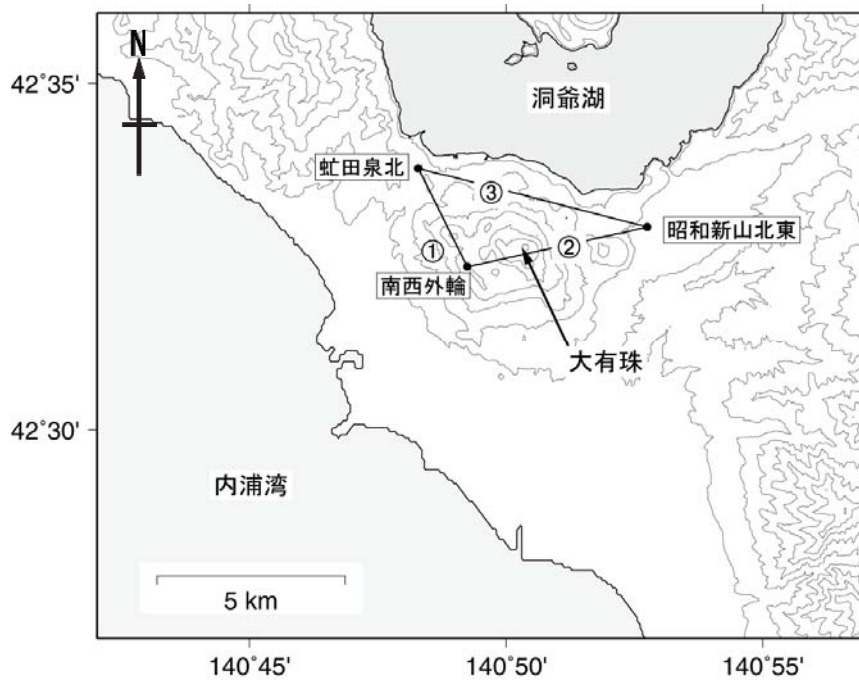 N
42°35'
洞爺湖
虻田泉北
③
昭和新山北東
①
②
南西外輪
大有珠
42°30'
内浦湾
5 km
140°45'
140°50'
140°55'